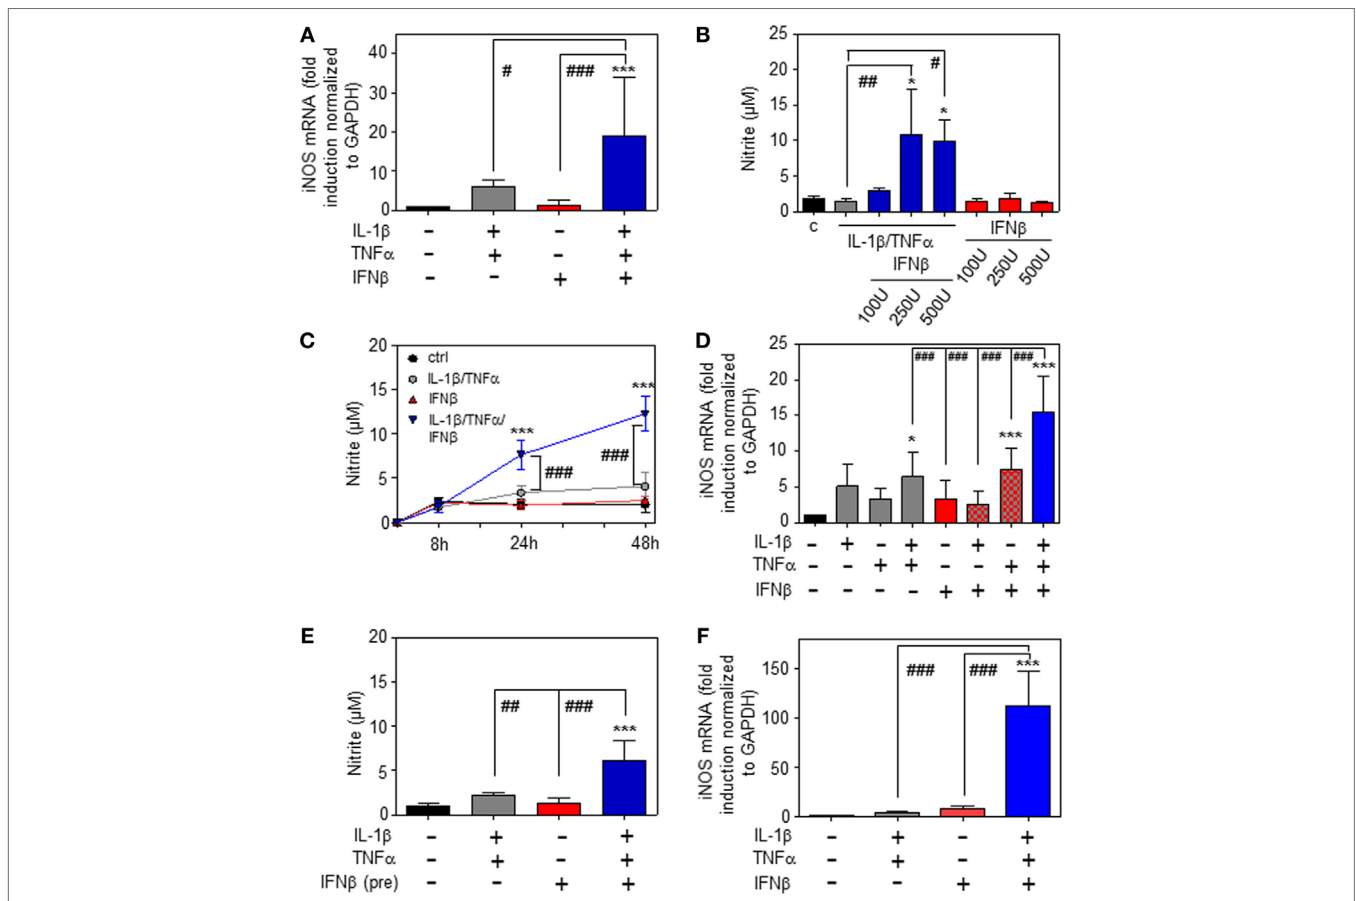 A
iNOS mRNA (fold
induction normalized
to GAPDH)
40
30
20
10
0
#
###
***
IL-1β - + - +
TNFα - + - +
IFNβ - - + +
B
Nitrite (µM)
25
20
15
10
5
0
##
#
*
*
c
IL-1β/TNFα
IFNβ
100U
250U
500U
IFNβ
100U
250U
500U
C
Nitrite (µM)
20
15
10
5
0
ctrl
IL-1β/TNFα
IFNβ
IL-1β/TNFα/
IFNβ
***
***
###
###
8h
24h
48h
D
iNOS mRNA (fold
induction normalized
to GAPDH)
25
20
15
10
5
0
### ### ### ###
*
***
***
IL-1β - + - + - + - +
TNFα - - + + - - + +
IFNβ - - - - + + + +
E
Nitrite (µM)
20
15
10
5
0
##
###
***
IL-1β - + - +
TNFα - + - +
IFNβ (pre) - - + +
F
iNOS mRNA (fold
induction normalized
to GAPDH)
150
100
50
0
###
###
***
IL-1β - + - +
TNFα - + - +
IFNβ - - + +